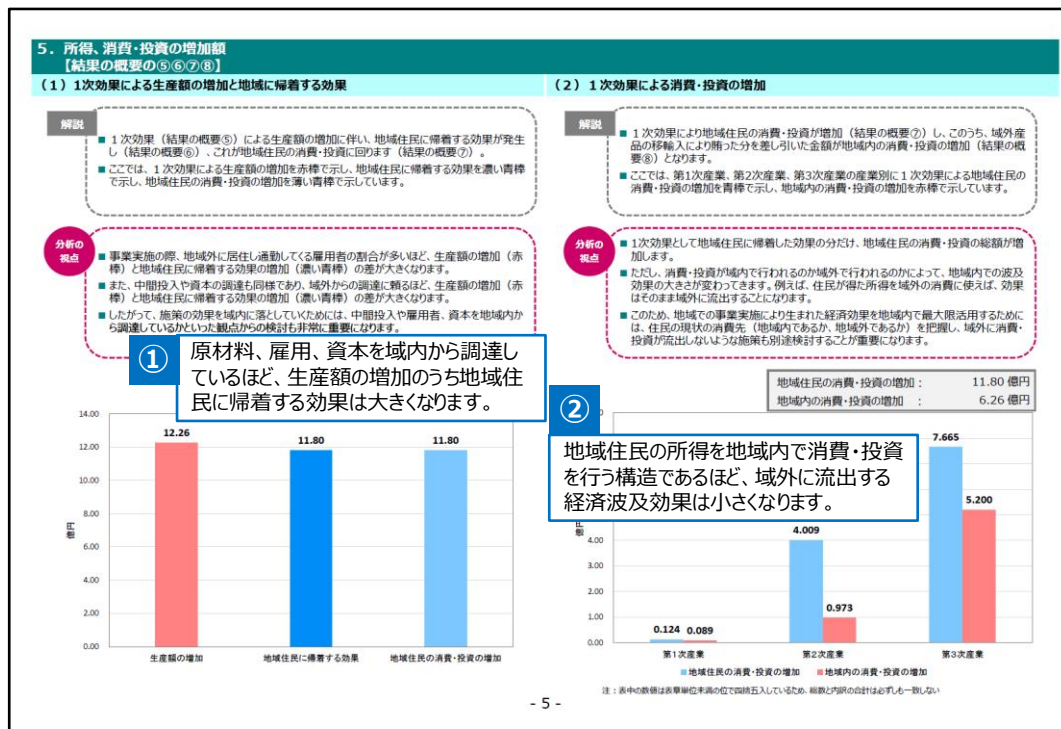 5．所得、消費・投資の増加額
【結果の概要の⑤⑥⑦⑧】
（1）1次効果による生産額の増加と地域に帰着する効果
解説
■ 1次効果（結果の概要⑤）による生産額の増加に伴い、地域住民に帰着する効果が発生
し（結果の概要⑥）、これが地域住民の消費・投資に回ります（結果の概要⑦）。
■ ここでは、1次効果による生産額の増加を赤棒で示し、地域住民に帰着する効果を濃い青棒
で示し、地域住民の消費・投資の増加を薄い青棒で示しています。
分析の
視点
■ 事業実施の際、地域外に居住し通勤してくる雇用者の割合が多いほど、生産額の増加（赤
棒）と地域住民に帰着する効果の増加（濃い青棒）の差が大きくなります。
■ また、中間投入や資本の調達も同様であり、域外からの調達に頼るほど、生産額の増加（赤
棒）と地域住民に帰着する効果の増加（濃い青棒）の差が大きくなります。
■ したがって、施策の効果を域内に落としていくためには、中間投入や雇用者、資本を地域内か
ら調達しているかといった観点からの検討も非常に重要になります。
①
原材料、雇用、資本を域内から調達し
ているほど、生産額の増加のうち地域住
民に帰着する効果は大きくなります。
14.00
12.00
10.00
8.00
6.00
4.00
2.00
0.00
億円
12.26
11.80
11.80
生産額の増加
地域住民に帰着する効果
地域住民の消費・投資の増加
（2）1次効果による消費・投資の増加
解説
■ 1次効果により地域住民の消費・投資が増加（結果の概要⑦）し、このうち、域外産
品の移輸入により賄った分を差し引いた金額が地域内の消費・投資の増加（結果の概
要⑧）となります。
■ ここでは、第1次産業、第2次産業、第3次産業の産業別に1次効果による地域住民の
消費・投資の増加を青棒で示し、地域内の消費・投資の増加を赤棒で示しています。
分析の
視点
■ 1次効果として地域住民に帰着した効果の分だけ、地域住民の消費・投資の総額が増
加します。
■ ただし、消費・投資が域内で行われるのか域外で行われるのかによって、地域内での波及
効果の大きさが変わってきます。例えば、住民が得た所得を域外の消費に使えば、効果
はそのまま域外に流出することになります。
■ このため、地域での事業実施により生まれた経済効果を地域内で最大限活用するために
は、住民の現状の消費先（地域内であるか、地域外であるか）を把握し、域外に消費・
投資が流出しないような施策も別途検討することが重要になります。
地域住民の消費・投資の増加： 11.80 億円
地域内の消費・投資の増加 ： 6.26 億円
②
地域住民の所得を地域内で消費・投資
を行う構造であるほど、域外に流出する
経済波及効果は小さくなります。
4.00
3.00
2.00
1.00
0.00
0.124
0.089
4.009
0.973
7.665
5.200
第1次産業
第2次産業
第3次産業
■地域住民の消費・投資の増加 ■地域内の消費・投資の増加
注：表中の数値は表章単位未満の位で四捨五入しているため、総数と内訳の合計は必ずしも一致しない
- 5 -